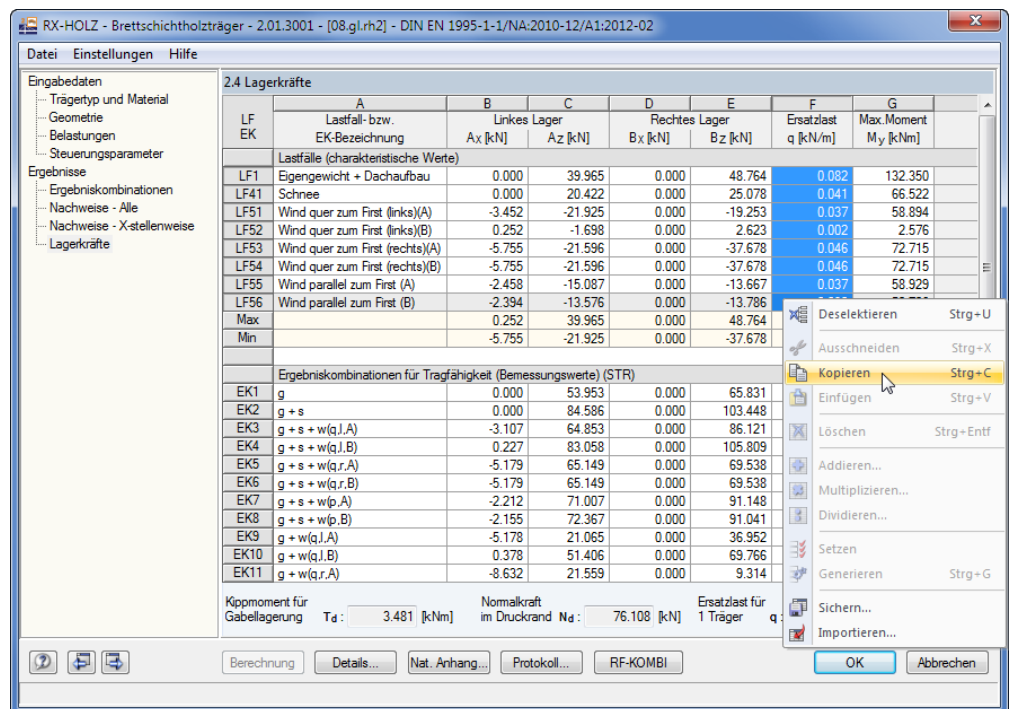 RX-HOLZ - Brettschichtholzträger - 2.01.3001 - [08.gl.rh2] - DIN EN 1995-1-1/NA:2010-12/A1:2012-02
Datei Einstellungen Hilfe
Eingabedaten
Trägertyp und Material
Geometrie
Belastungen
Steuerungsparameter
Ergebnisse
Ergebniskombinationen
Nachweise - Alle
Nachweise - X-stellenweise
Lagerkräfte
2.4 Lagerkräfte
A B C D E F G
LF Lastfall- bzw. Linkes Lager Rechtes Lager Ersatzlast Max.Moment
EK EK-Bezeichnung Ax [kN] Az [kN] Bx [kN] Bz [kN] q [kN/m] My [kNm]
Lastfälle (charakteristische Werte)
LF1 Eigengewicht + Dachaufbau 0.000 39.965 0.000 48.764 0.082 132.350
LF41 Schnee 0.000 20.422 0.000 25.078 0.041 66.522
LF51 Wind quer zum First (links)(A) -3.452 -21.925 0.000 -19.253 0.037 58.894
LF52 Wind quer zum First (links)(B) 0.252 -1.698 0.000 2.623 0.002 2.576
LF53 Wind quer zum First (rechts)(A) -5.755 -21.596 0.000 -37.678 0.046 72.715
LF54 Wind quer zum First (rechts)(B) -5.755 -21.596 0.000 -37.678 0.046 72.715
LF55 Wind parallel zum First (A) -2.458 -15.087 0.000 -13.667 0.037 58.929
LF56 Wind parallel zum First (B) -2.394 -13.576 0.000 -13.786
Max 0.252 39.965 0.000 48.764
Min -5.755 -21.925 0.000 -37.678
Ergebniskombinationen für Tragfähigkeit (Bemessungswerte) (STR)
EK1 g 0.000 53.953 0.000 65.831
EK2 g + s 0.000 84.586 0.000 103.448
EK3 g + s + w(q,l,A) -3.107 64.853 0.000 86.121
EK4 g + s + w(q,l,B) 0.227 83.058 0.000 105.809
EK5 g + s + w(q,r,A) -5.179 65.149 0.000 69.538
EK6 g + s + w(q,r,B) -5.179 65.149 0.000 69.538
EK7 g + s + w(p,A) -2.212 71.007 0.000 91.148
EK8 g + s + w(p,B) -2.155 72.367 0.000 91.041
EK9 g + w(q,l,A) -5.178 21.065 0.000 36.952
EK10 g + w(q,l,B) 0.378 51.406 0.000 69.766
EK11 g + w(q,r,A) -8.632 21.559 0.000 9.314
Deselektieren Strg+U
Ausschneiden Strg+X
Kopieren Strg+C
Einfügen Strg+V
Löschen Strg+Entf
Addieren...
Multiplizieren...
Dividieren...
Setzen
Generieren Strg+G
Sichern...
Importieren...
Kippmoment für Normalkraft Ersatzlast für
Gabellagerung Td : 3.481 [kNm] im Druckrand Nd : 76.108 [kN] 1 Träger q :
Berechnung Details... Nat. Anhang... Protokoll... RF-KOMBI OK Abbrechen